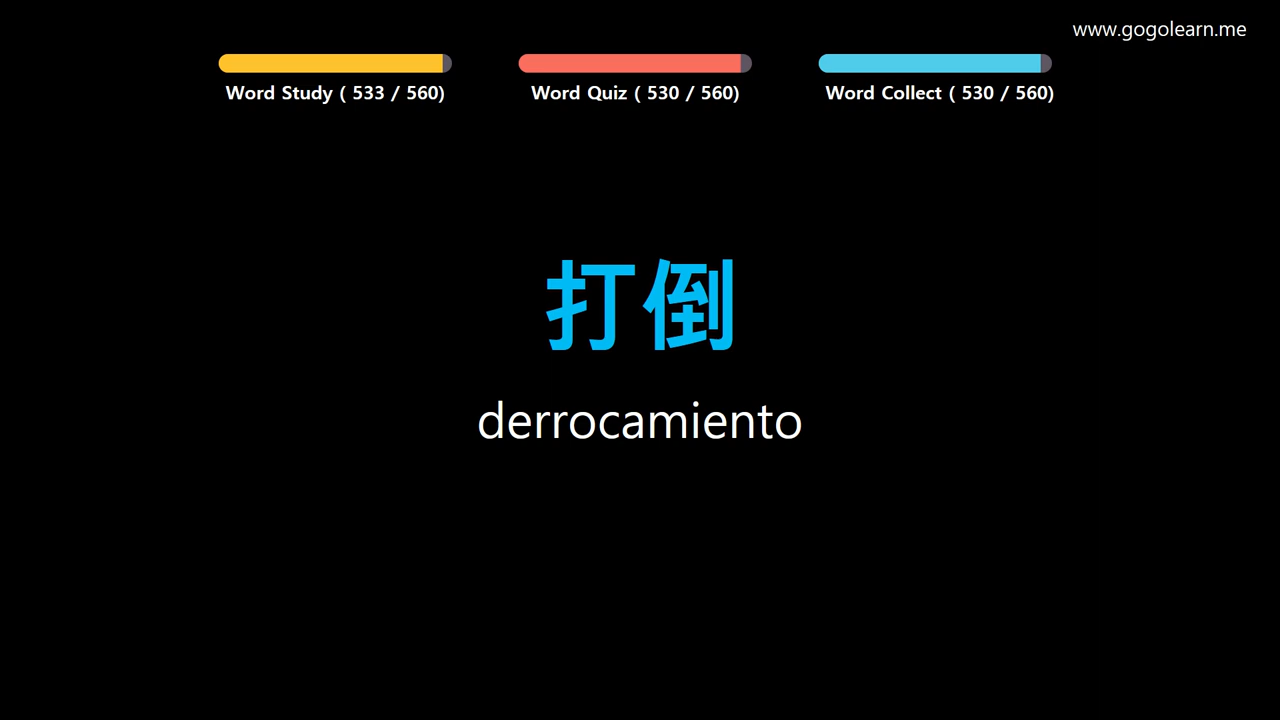 www.gogolearn.me
Word Study ( 533 / 560)
Word Quiz ( 530 / 560)
Word Collect ( 530 / 560)
打倒
derrocamiento